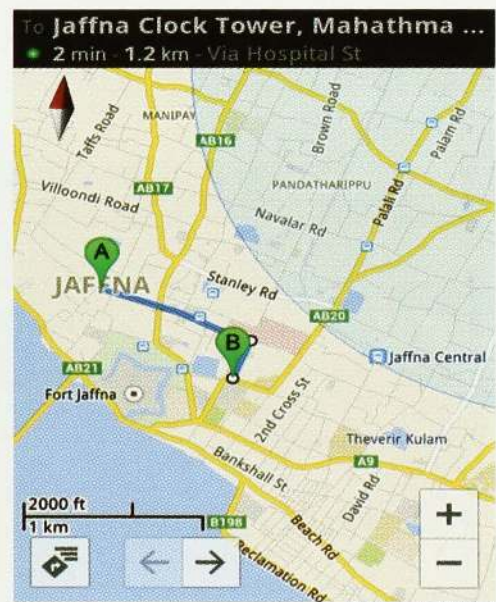 To Jaffna Clock Tower, Mahathma ...
2 min - 1.2 km - Via Hospital St
Taffs Road
MANIPAY
AB16
Brown Road
Palam Rd
AB17
PANDATHARIPPU
Palali Rd
Villoondi Road
Navalar Rd
A
JAFFNA
Stanley Rd
AB20
B
AB21
Jaffna Central
Fort Jaffna
2nd Cross St
Theverir Kulam
A9
Bankshall St
David Rd
2000 ft
1 km
B198
Beach Rd
Reclamation Rd
+
−